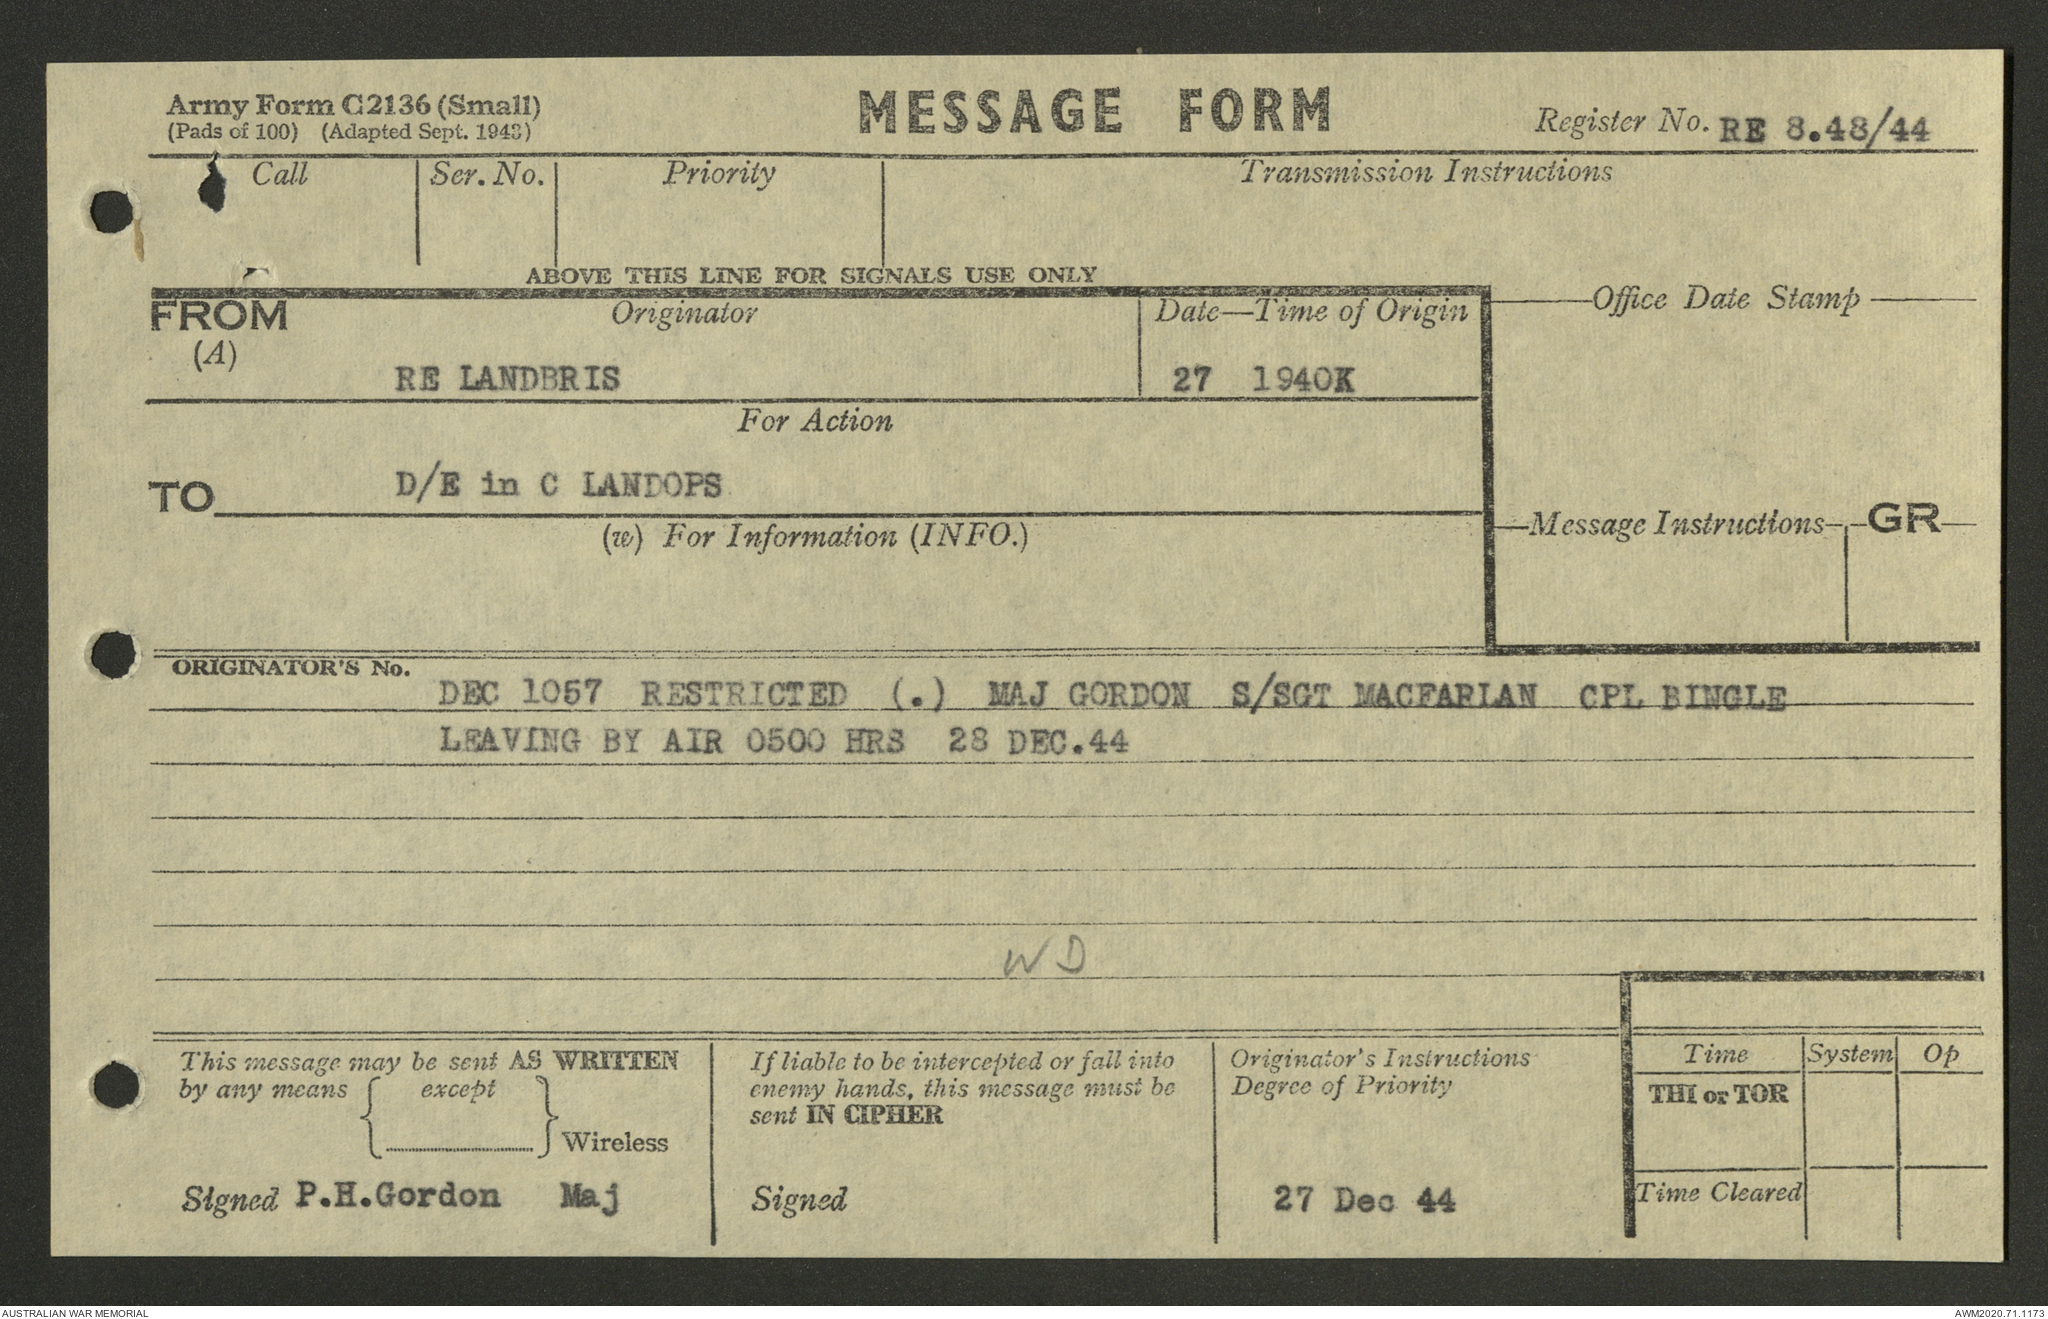 Army Form C2136 (Small)
(Pads of 100) (Adapted Sept. 1943)
MESSAGE FORM
Register No. RE 8.48/44
Call
Ser. No.
Priority
Transmission Instructions
ABOVE THIS LINE FOR SIGNALS USE ONLY
FROM
(A)
Originator
RE LANDBRIS
Date—Time of Origin
27 1940K
Office Date Stamp
For Action
TO
D/E in C LANDOPS
(w) For Information (INFO.)
Message Instructions
GR
ORIGINATOR'S No.
DEC 1057 RESTRICTED (.) MAJ GORDON S/SGT MACFARLAN CPL BINGLE
LEAVING BY AIR 0500 HRS 28 DEC.44
WD
This message may be sent AS WRITTEN
by any means except
Wireless
Signed P.H.Gordon Maj
If liable to be intercepted or fall into
enemy hands, this message must be
sent IN CIPHER
Signed
Originator's Instructions
Degree of Priority
27 Dec 44
Time System Op
THI or TOR
Time Cleared
AUSTRALIAN WAR MEMORIAL
AWM2020.71.1173